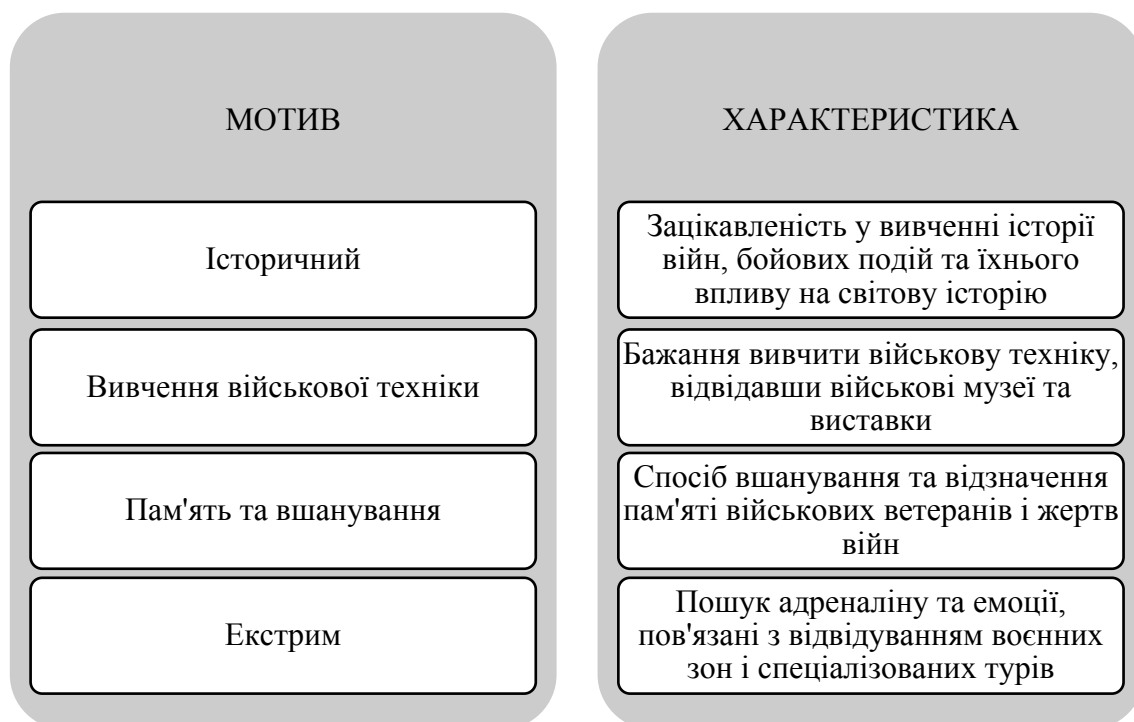 МОТИВ
ХАРАКТЕРИСТИКА
Історичний
Зацікавленість у вивченні історії
війн, бойових подій та їхнього
впливу на світову історію
Вивчення військової техніки
Бажання вивчити військову техніку,
відвідавши військові музеї та
виставки
Пам'ять та вшанування
Спосіб вшанування та відзначення
пам'яті військових ветеранів і жертв
війн
Екстрим
Пошук адреналіну та емоції,
пов'язані з відвідуванням воєнних
зон і спеціалізованих турів